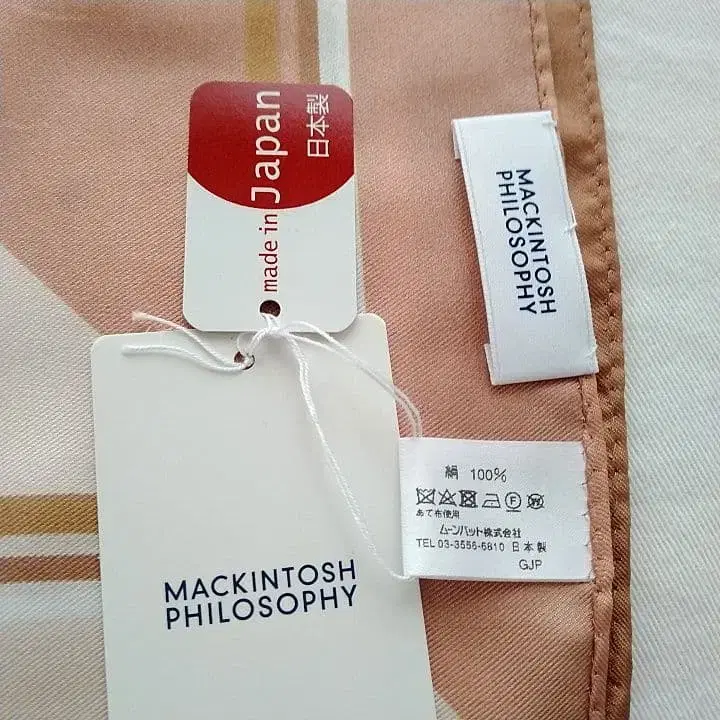 made in Japan
日本製
MACKINTOSH
PHILOSOPHY
絹 100%
あて布使用
ムーンバット株式会社
TEL 03-3556-6810 日本製
GJP
MACKINTOSH
PHILOSOPHY